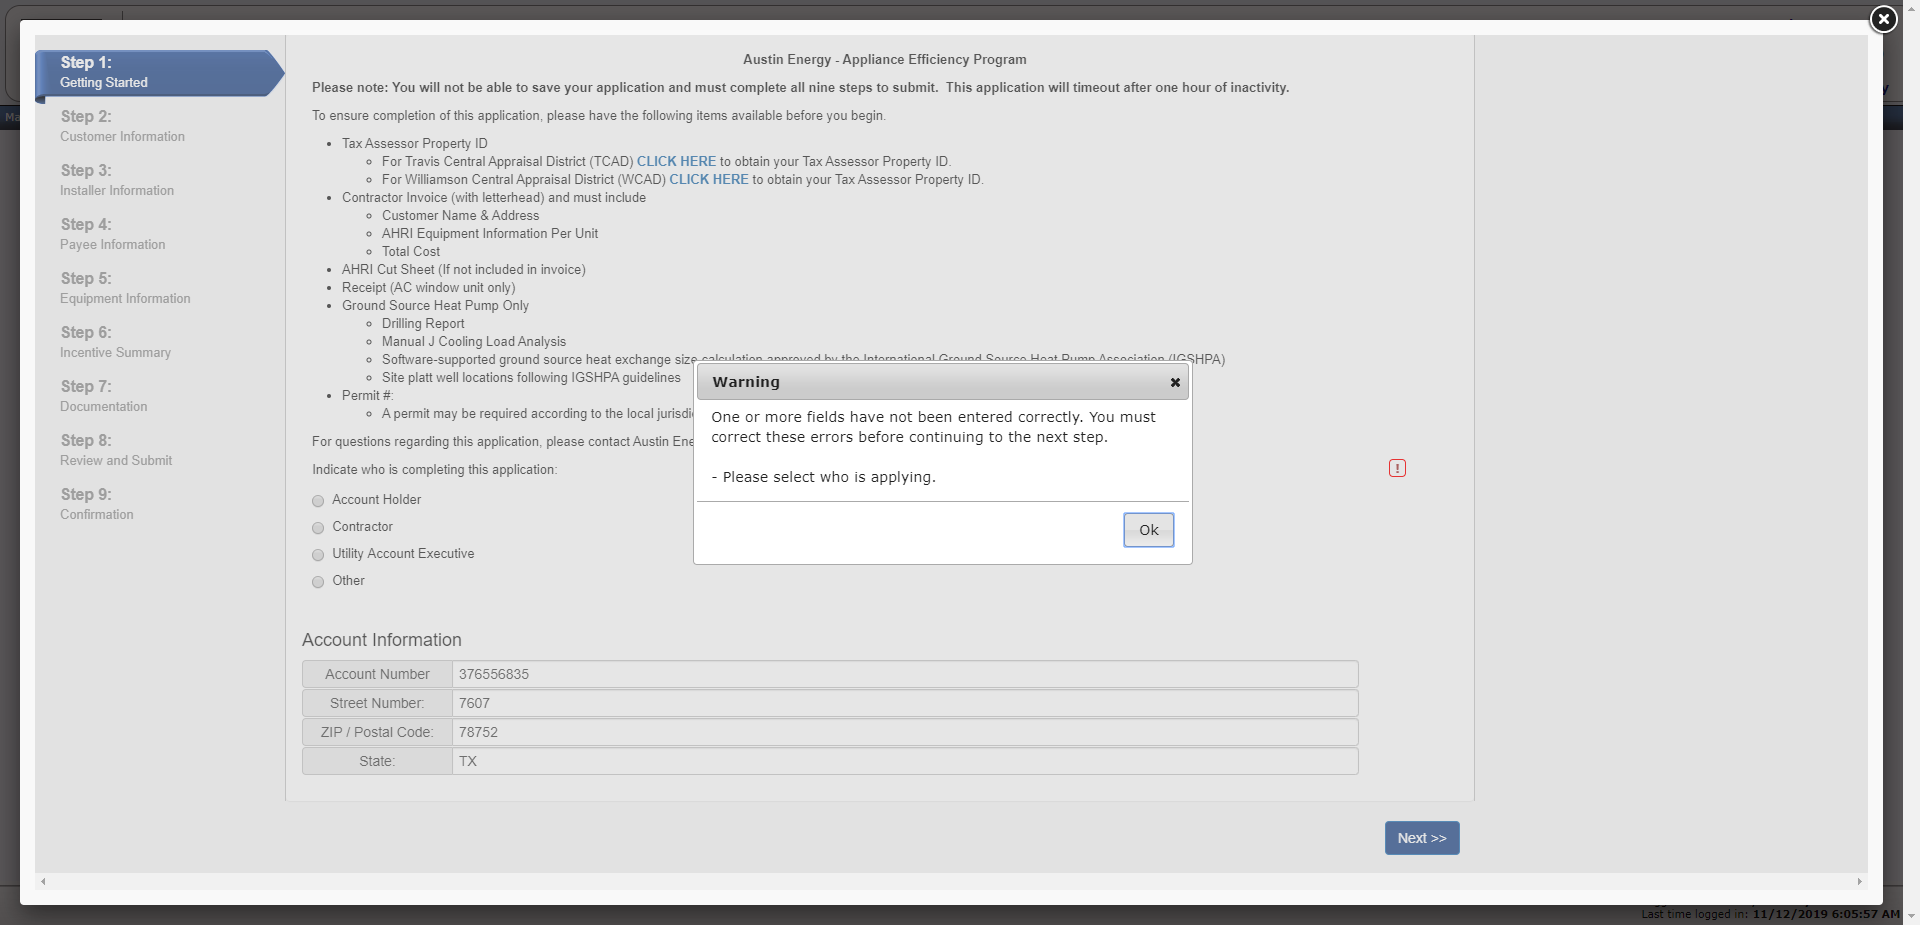 Step 1:
Getting Started
Step 2:
Customer Information
Step 3:
Installer Information
Step 4:
Payee Information
Step 5:
Equipment Information
Step 6:
Incentive Summary
Step 7:
Documentation
Step 8:
Review and Submit
Step 9:
Confirmation
Austin Energy - Appliance Efficiency Program
Please note: You will not be able to save your application and must complete all nine steps to submit.  This application will timeout after one hour of inactivity.
To ensure completion of this application, please have the following items available before you begin.
• Tax Assessor Property ID
◦ For Travis Central Appraisal District (TCAD) CLICK HERE to obtain your Tax Assessor Property ID.
◦ For Williamson Central Appraisal District (WCAD) CLICK HERE to obtain your Tax Assessor Property ID.
• Contractor Invoice (with letterhead) and must include
◦ Customer Name & Address
◦ AHRI Equipment Information Per Unit
◦ Total Cost
• AHRI Cut Sheet (If not included in invoice)
• Receipt (AC window unit only)
• Ground Source Heat Pump Only
◦ Drilling Report
◦ Manual J Cooling Load Analysis
◦ Software-supported ground source heat exchange size calculation approved by the International Ground Source Heat Pump Association (IGSHPA)
◦ Site platt well locations following IGSHPA guidelines
• Permit #:
◦ A permit may be required according to the local jurisdi
For questions regarding this application, please contact Austin Ene
Indicate who is completing this application:
!
Account Holder
Contractor
Utility Account Executive
Other
Warning
One or more fields have not been entered correctly. You must
correct these errors before continuing to the next step.
- Please select who is applying.
Ok
Account Information
Account Number 376556835
Street Number: 7607
ZIP / Postal Code: 78752
State: TX
Next >>
Last time logged in: 11/12/2019 6:05:57 AM